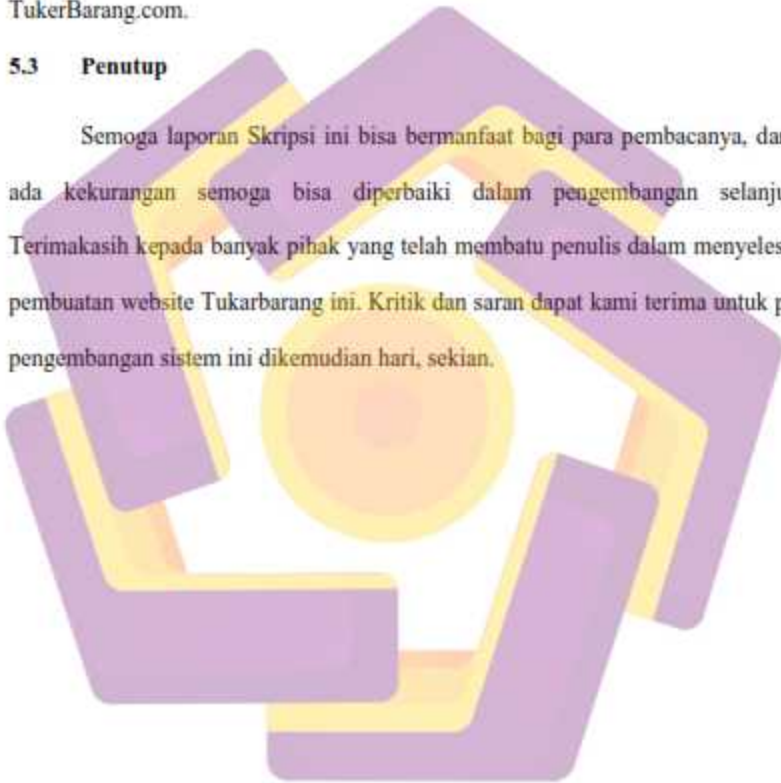 TukerBarang.com.
5.3 Penutup
Semoga laporan Skripsi ini bisa bermanfaat bagi para pembacanya, dan
ada kekurangan semoga bisa diperbaiki dalam pengembangan selanju
Terimakasih kepada banyak pihak yang telah membatu penulis dalam menyeles
pembuatan website Tukarbarang ini. Kritik dan saran dapat kami terima untuk p
pengembangan sistem ini dikemudian hari, sekian.